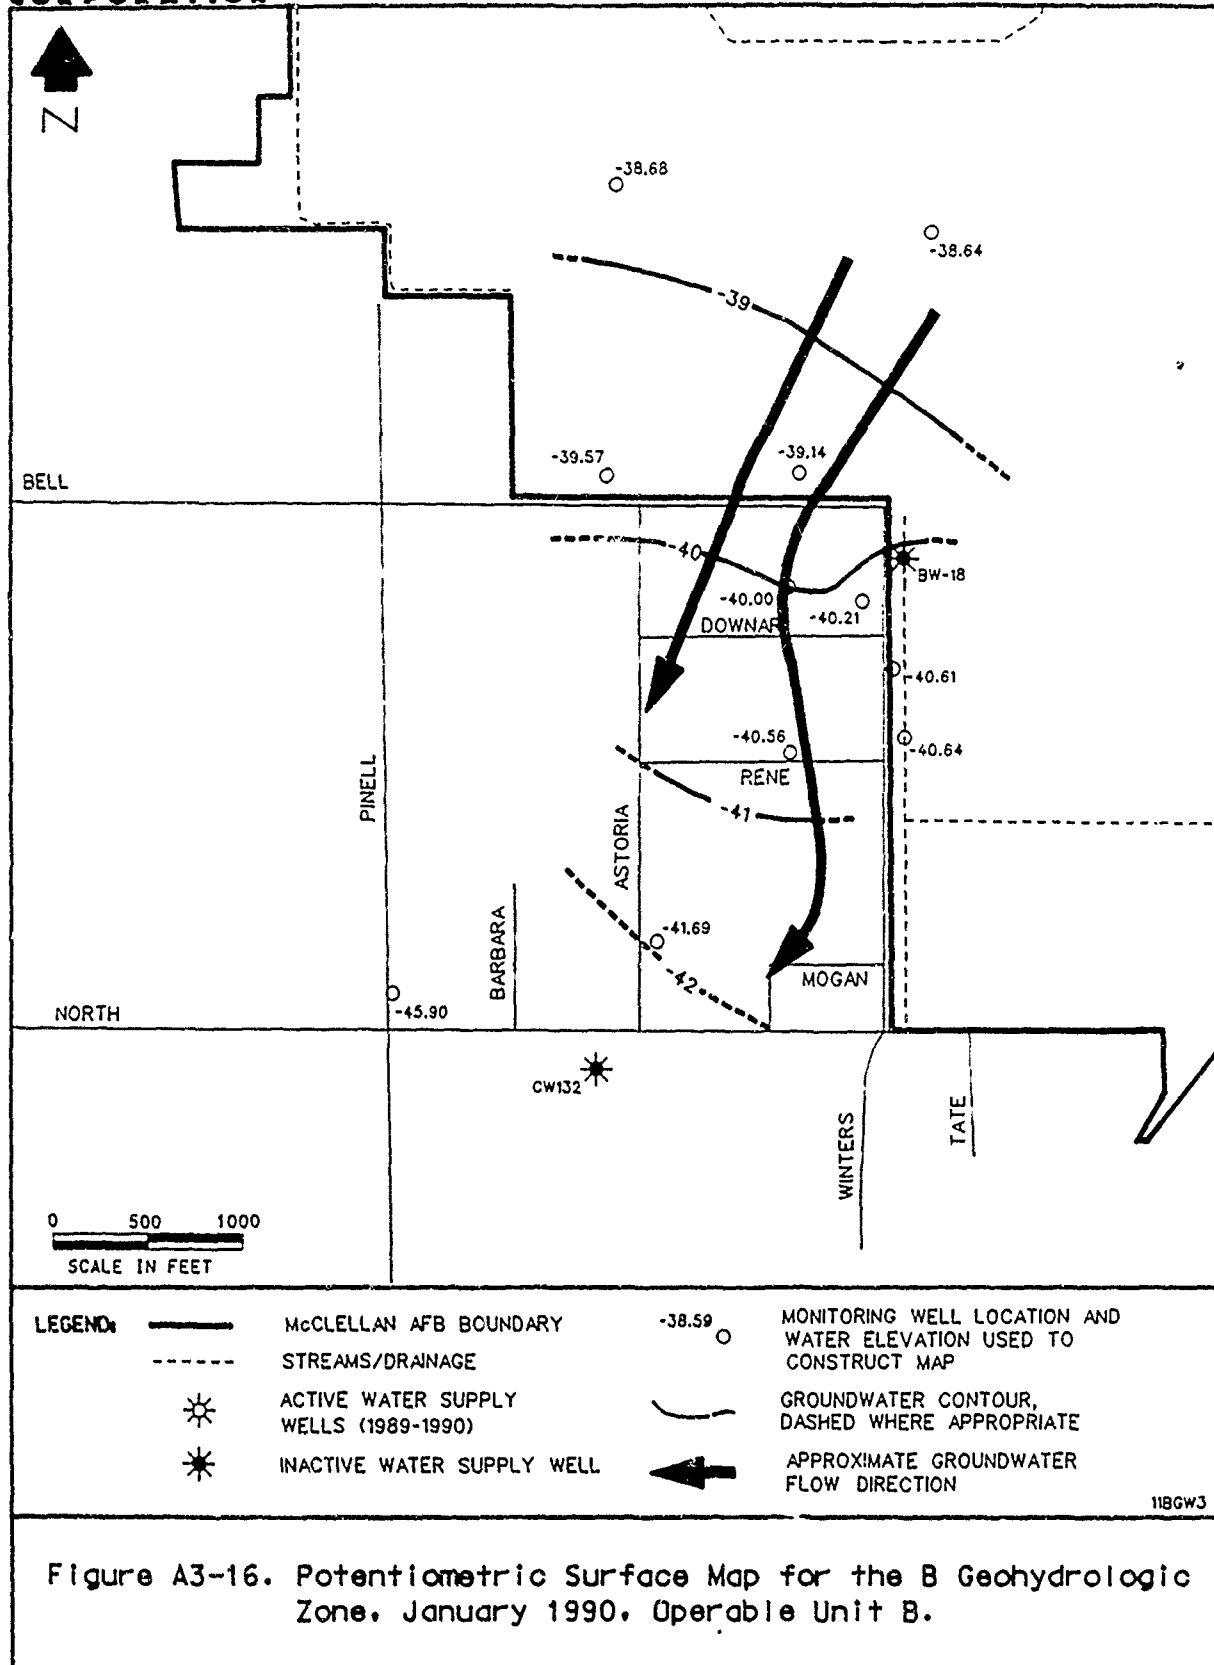 CORPORATION
Z
-38.68
-38.64
-39
-39.57
-39.14
BELL
-40
BW-18
-40.00
-40.21
DOWNAR
-40.61
-40.56
-40.64
RENE
PINELL
-41
ASTORIA
BARBARA
-41.69
-42
MOGAN
-45.90
NORTH
CW132
WINTERS
TATE
0 500 1000
SCALE IN FEET
LEGEND:
McCLELLAN AFB BOUNDARY
STREAMS/DRAINAGE
ACTIVE WATER SUPPLY
WELLS (1989-1990)
INACTIVE WATER SUPPLY WELL
-38.59
MONITORING WELL LOCATION AND
WATER ELEVATION USED TO
CONSTRUCT MAP
GROUNDWATER CONTOUR,
DASHED WHERE APPROPRIATE
APPROXIMATE GROUNDWATER
FLOW DIRECTION
11BGW3
Figure A3-16. Potentiometric Surface Map for the B Geohydrologic
Zone, January 1990, Operable Unit B.